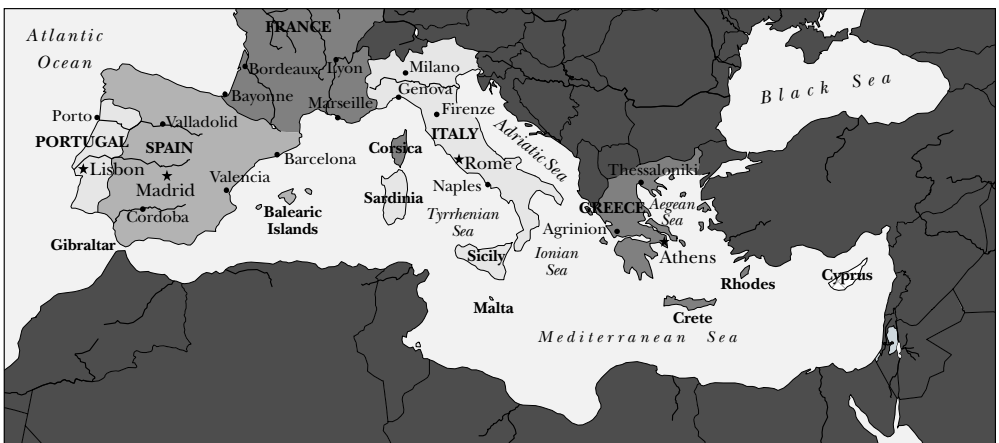 Atlantic
Ocean
FRANCE
Bordeaux
Lyon
Milano
Bayonne
Marseille
Genova
Firenze
Black Sea
Porto
Valladolid
PORTUGAL
SPAIN
Corsica
ITALY
Adriatic Sea
Lisbon
Madrid
Barcelona
Rome
Thessaloniki
Valencia
Sardinia
Naples
Cordoba
Balearic
Islands
Tyrrhenian
Sea
GREECE
Aegean
Sea
Agrinion
Gibraltar
Sicily
Ionian
Sea
Athens
Rhodes
Cyprus
Malta
Crete
Mediterranean Sea